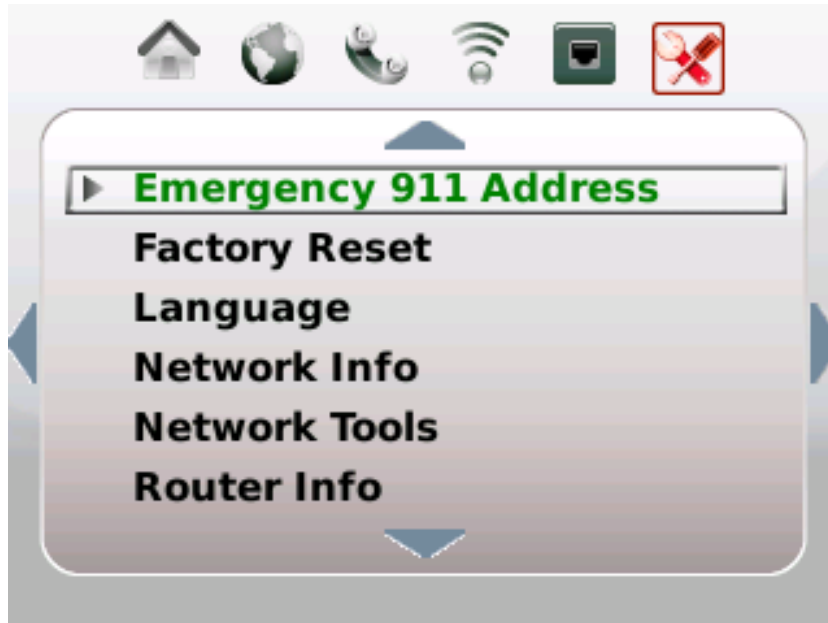 Emergency 911 Address
Factory Reset
Language
Network Info
Network Tools
Router Info